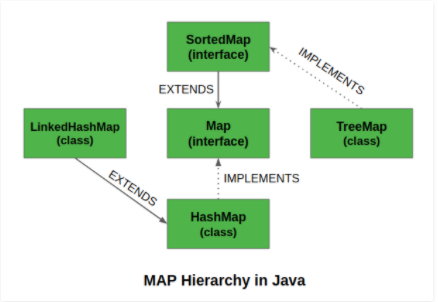 SortedMap
(interface)
IMPLEMENTS
EXTENDS
LinkedHashMap
(class)
Map
(interface)
TreeMap
(class)
EXTENDS
IMPLEMENTS
HashMap
(class)
MAP Hierarchy in Java